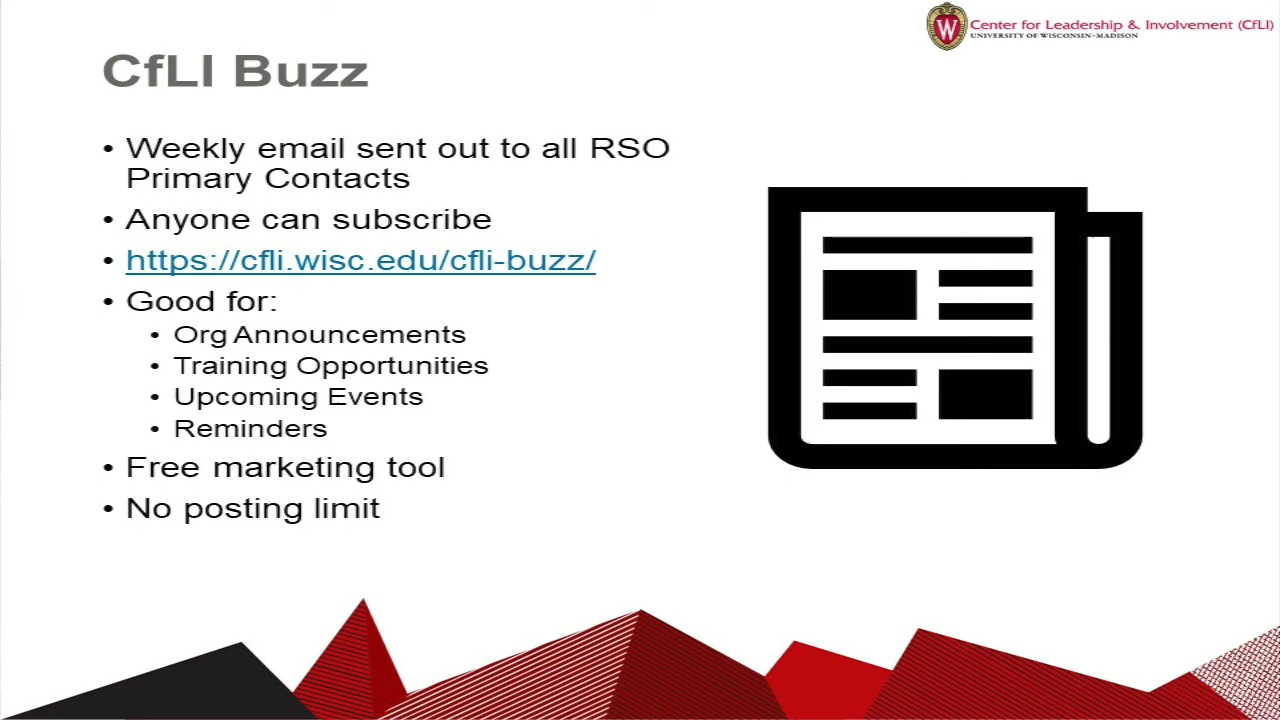 W Center for Leadership & Involvement (CfLI)
UNIVERSITY OF WISCONSIN-MADISON
CfLI Buzz
• Weekly email sent out to all RSO
Primary Contacts
• Anyone can subscribe
• https://cfli.wisc.edu/cfli-buzz/
• Good for:
• Org Announcements
• Training Opportunities
• Upcoming Events
• Reminders
• Free marketing tool
• No posting limit